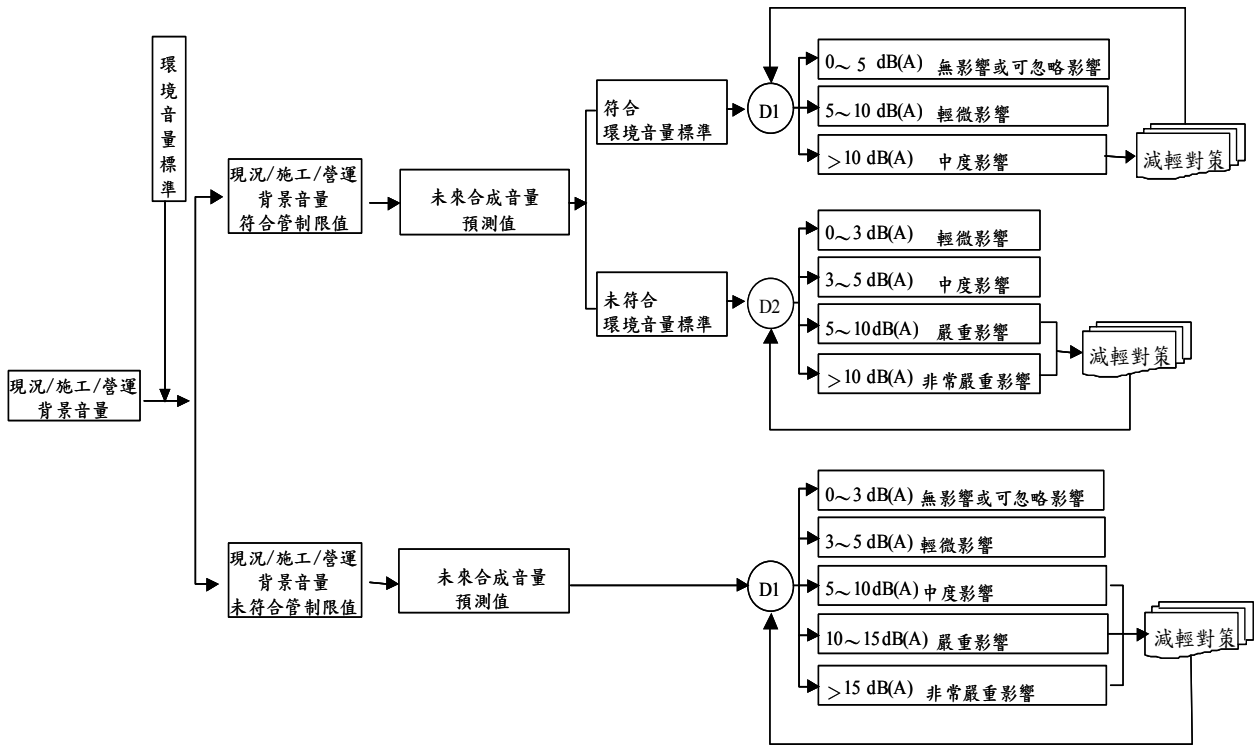 環
境
音
量
標
準
現況/施工/營運
背景音量
現況/施工/營運
背景音量
符合管制限值
未來合成音量
預測值
符合
環境音量標準
D1
0～5 dB(A) 無影響或可忽略影響
5～10 dB(A) 輕微影響
>10 dB(A) 中度影響
減輕對策
未符合
環境音量標準
D2
0～3 dB(A) 輕微影響
3～5 dB(A) 中度影響
5～10 dB(A) 嚴重影響
>10 dB(A) 非常嚴重影響
減輕對策
現況/施工/營運
背景音量
未符合管制限值
未來合成音量
預測值
D1
0～3 dB(A) 無影響或可忽略影響
3～5 dB(A) 輕微影響
5～10 dB(A) 中度影響
10～15 dB(A) 嚴重影響
>15 dB(A) 非常嚴重影響
減輕對策